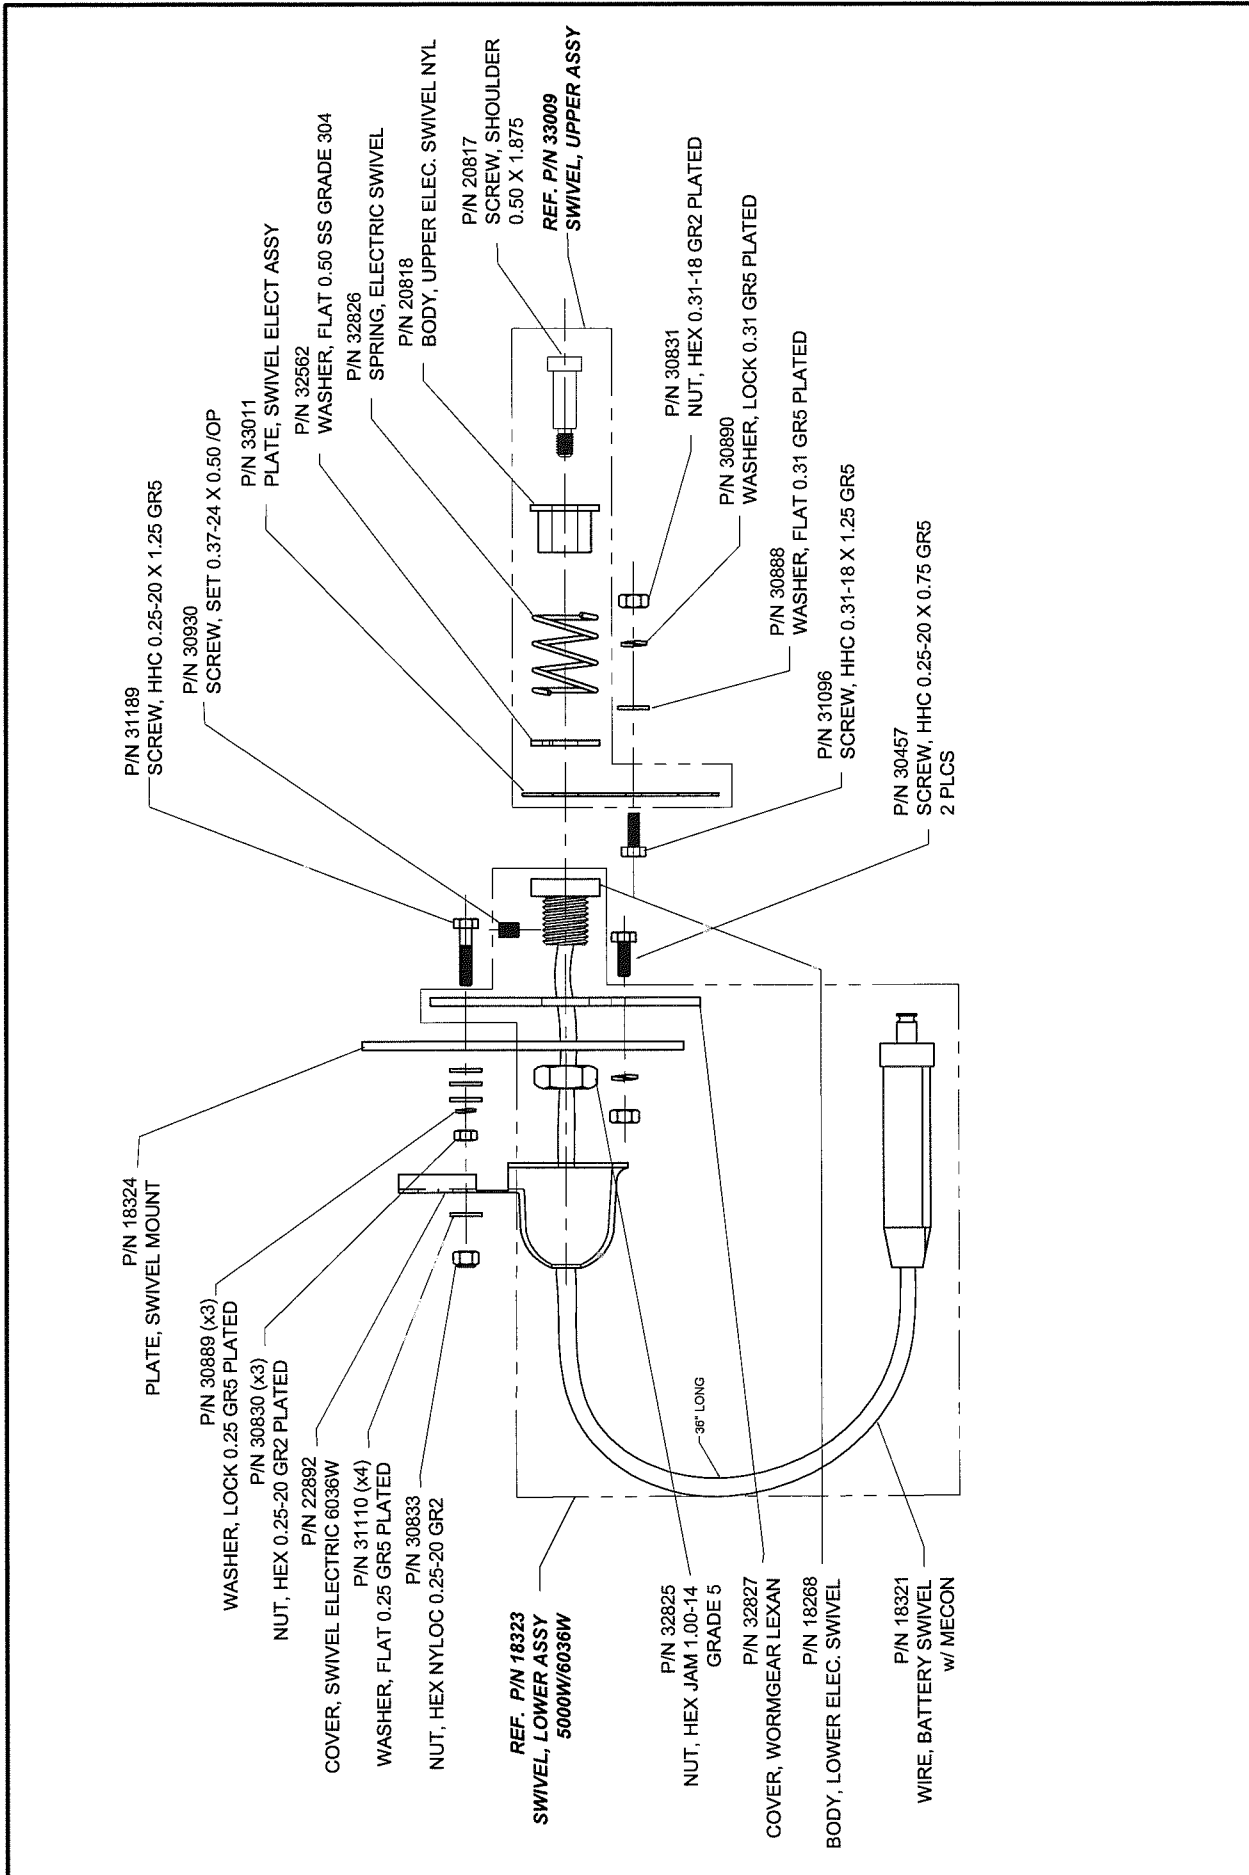 P/N 18324
PLATE, SWIVEL MOUNT
P/N 30889 (x3)
WASHER, LOCK 0.25 GR5 PLATED
P/N 30830 (x3)
NUT, HEX 0.25-20 GR2 PLATED
P/N 22892
COVER, SWIVEL ELECTRIC 6036W
P/N 31110 (x4)
WASHER, FLAT 0.25 GR5 PLATED
P/N 30833
NUT, HEX NYLOC 0.25-20 GR2
REF. P/N 18323
SWIVEL, LOWER ASSY
5000W/6036W
P/N 32825
NUT, HEX JAM 1.00-14
GRADE 5
P/N 32827
COVER, WORMGEAR LEXAN
P/N 18268
BODY, LOWER ELEC. SWIVEL
P/N 18321
WIRE, BATTERY SWIVEL
w/ MECON
36" LONG
P/N 31189
SCREW, HHC 0.25-20 X 1.25 GR5
P/N 30930
SCREW, SET 0.37-24 X 0.50 /OP
P/N 33011
PLATE, SWIVEL ELECT ASSY
P/N 32562
WASHER, FLAT 0.50 SS GRADE 304
P/N 32826
SPRING, ELECTRIC SWIVEL
P/N 20818
BODY, UPPER ELEC. SWIVEL NYL
P/N 20817
SCREW, SHOULDER
0.50 X 1.875
REF. P/N 33009
SWIVEL, UPPER ASSY
P/N 30831
NUT, HEX 0.31-18 GR2 PLATED
P/N 30890
WASHER, LOCK 0.31 GR5 PLATED
P/N 30888
WASHER, FLAT 0.31 GR5 PLATED
P/N 31096
SCREW, HHC 0.31-18 X 1.25 GR5
P/N 30457
SCREW, HHC 0.25-20 X 0.75 GR5
2 PLCS